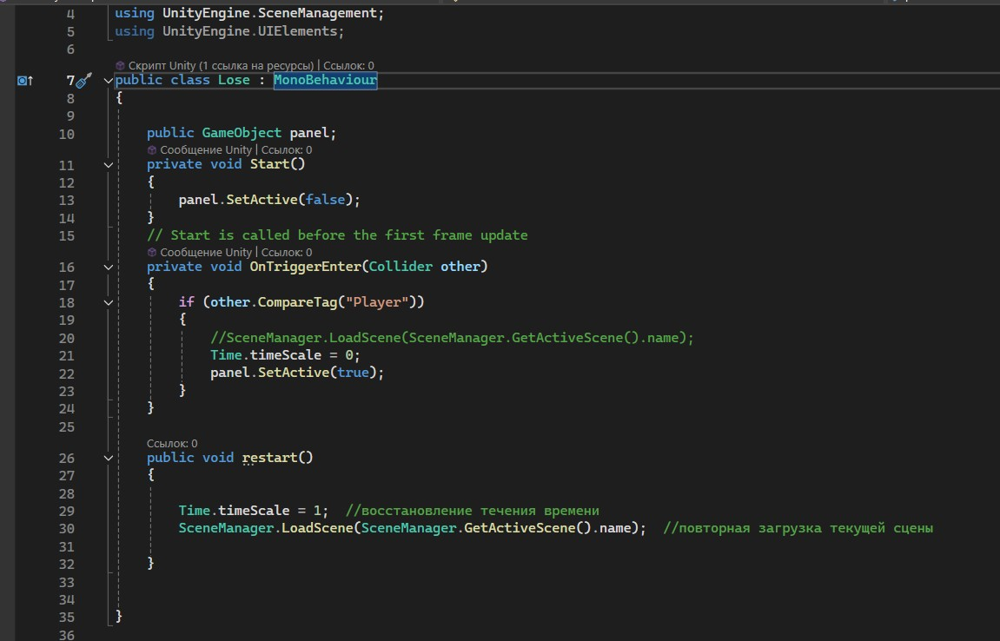 4 using UnityEngine.SceneManagement;
5 using UnityEngine.UIElements;
6
Скрипт Unity (1 ссылка на ресурсы) | Ссылок: 0
7 public class Lose : MonoBehaviour
8 {
9
10 public GameObject panel;
Сообщение Unity | Ссылок: 0
11 private void Start()
12 {
13 panel.SetActive(false);
14 }
15 // Start is called before the first frame update
Сообщение Unity | Ссылок: 0
16 private void OnTriggerEnter(Collider other)
17 {
18 if (other.CompareTag("Player"))
19 {
20 //SceneManager.LoadScene(SceneManager.GetActiveScene().name);
21 Time.timeScale = 0;
22 panel.SetActive(true);
23 }
24 }
25
Ссылок: 0
26 public void restart()
27 {
28
29 Time.timeScale = 1; //восстановление течения времени
30 SceneManager.LoadScene(SceneManager.GetActiveScene().name); //повторная загрузка текущей сцены
31
32 }
33
34
35 }
36